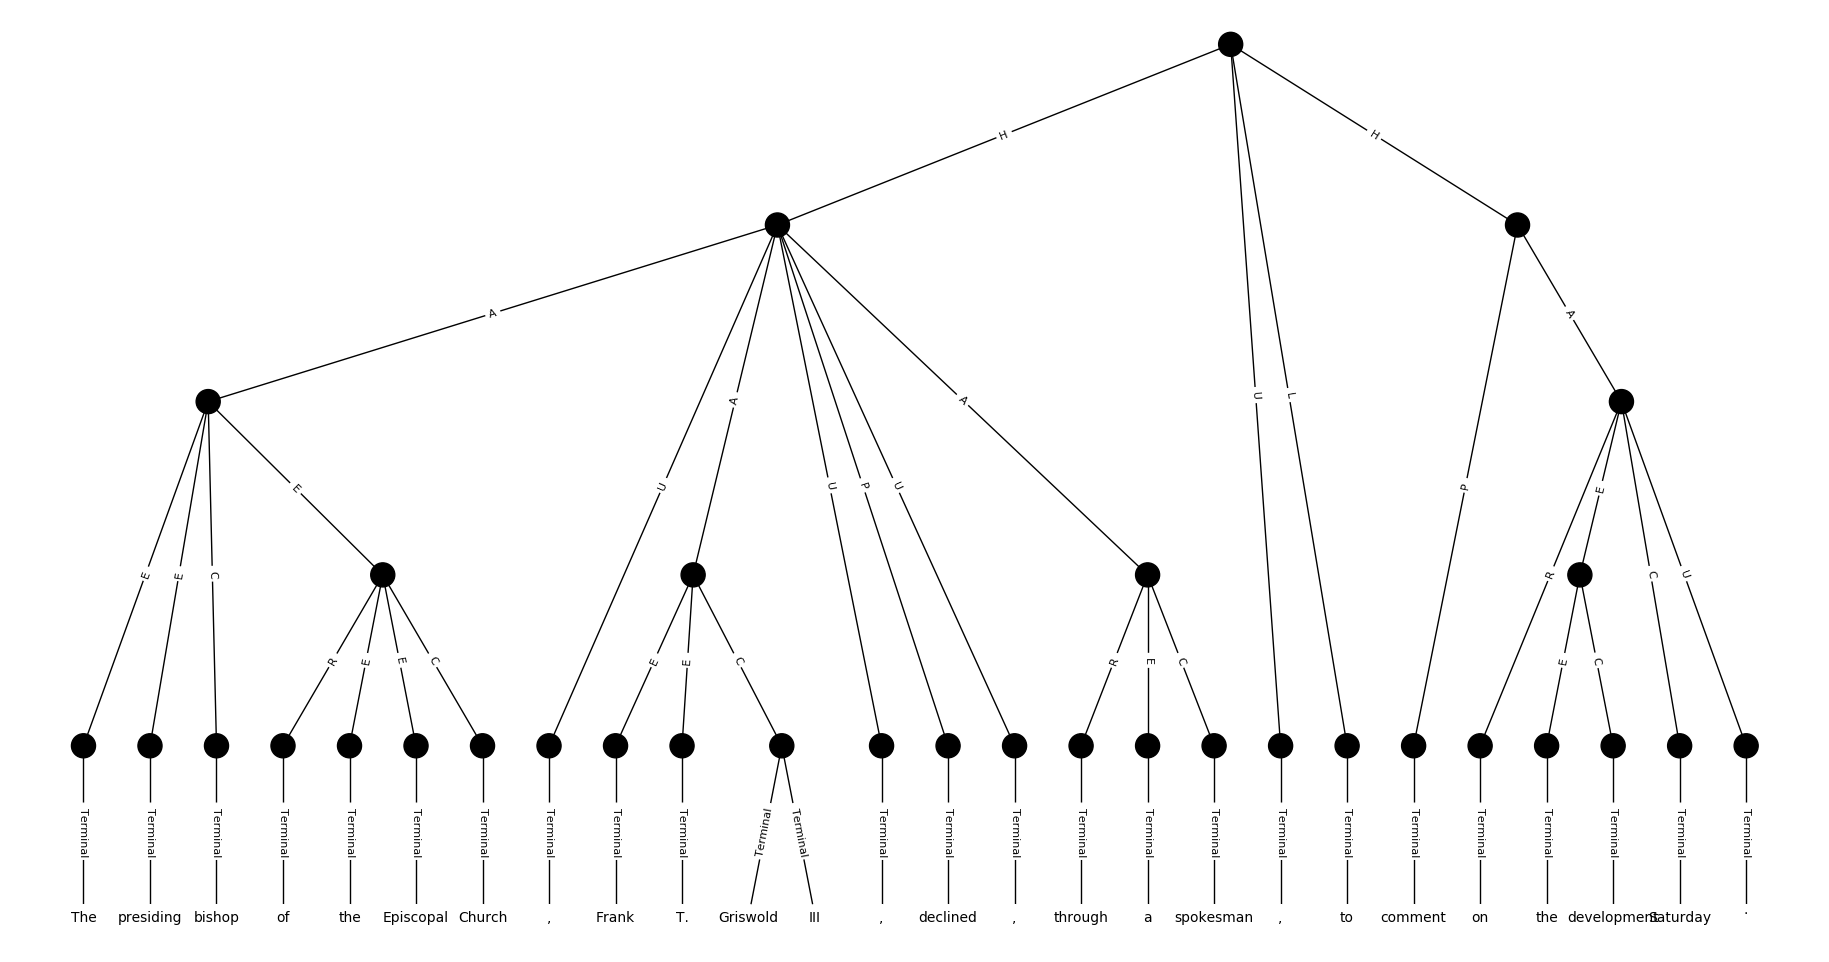 H H
A A
U A U P U A U L P
E E E C E R E C U
R E E C E E C R E C E C
Terminal Terminal Terminal Terminal Terminal Terminal Terminal Terminal Terminal Terminal Terminal Terminal Terminal Terminal Terminal Terminal Terminal Terminal Terminal Terminal Terminal Terminal Terminal Terminal Terminal Terminal
The presiding bishop of the Episcopal Church , Frank T. Griswold III , declined , through a spokesman , to comment on the development Saturday .